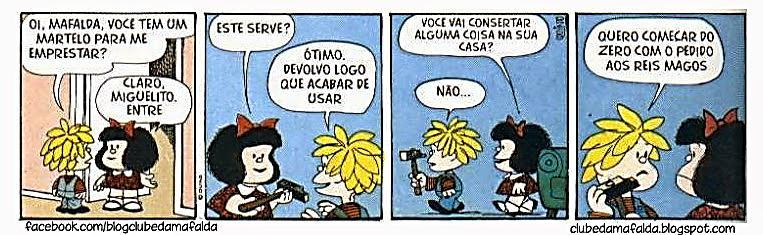 OI, MAFALDA, VOCÊ TEM UM
MARTELO PARA ME
EMPRESTAR?
CLARO,
MIGUELITO.
ENTRE
ESTE SERVE?
ÓTIMO.
DEVOLVO LOGO
QUE ACABAR DE
USAR
VOCÊ VAI CONSERTAR
ALGUMA COISA NA SUA
CASA?
NÃO...
QUERO COMEÇAR DO
ZERO COM O PEDIDO
AOS REIS MAGOS
facebook.com/blogclubedamafalda
clubedamafalda.blogspot.com